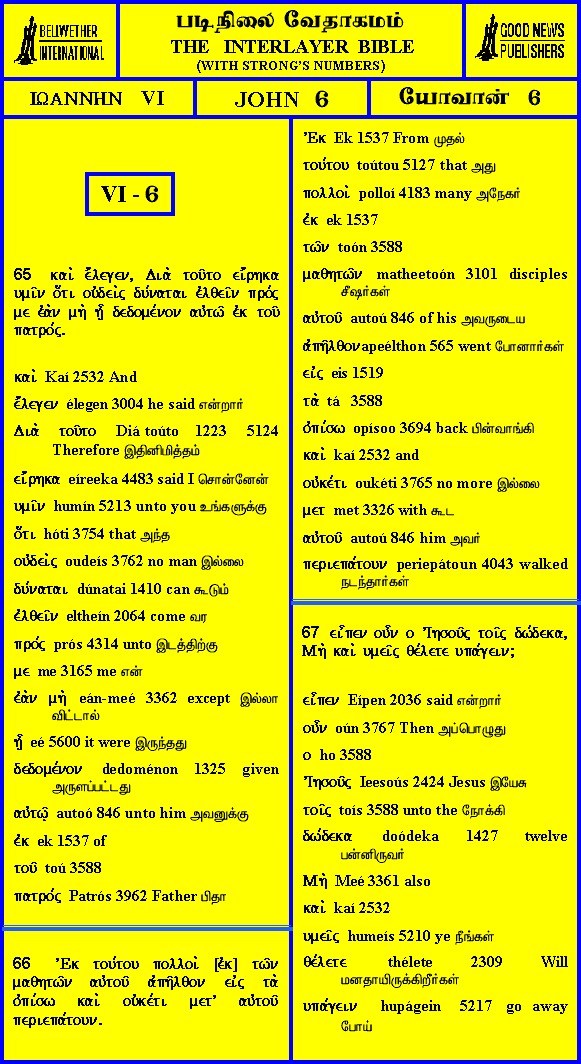 BELIWETHER
INTERNATIONAL
படிநிலை வேதாகமம்
THE INTERLAYER BIBLE
(WITH STRONG'S NUMBERS)
GOOD NEWS
PUBLISHERS
ΙΩΑΝΝΗΝ VI
JOHN 6
யோவான் 6
VI - 6
65 καὶ ἔλεγεν, Διὰ τοῦτο εἴρηκα
υμῖν ὅτι οὐδεὶς δύναται ἐλθεῖν πρός
με ἐὰν μὴ ᾖ δεδομένον αὐτῶ ἐκ τοῦ
πατρός.
καὶ Kaí 2532 And
ἔλεγεν élegen 3004 he said என்றார்
Διὰ τοῦτο Diá toúto 1223 5124
Therefore இதினிமித்தம்
εἴρηκα eíreeka 4483 said I சொன்னேன்
υμῖν humín 5213 unto you உங்களுக்கு
ὅτι hóti 3754 that அந்த
οὐδεὶς oudeís 3762 no man இல்லை
δύναται dúnatai 1410 can கூடும்
ἐλθεῖν eltheín 2064 come வர
πρός prós 4314 unto இடத்திற்கு
με me 3165 me என்
ἐὰν μὴ eán-meé 3362 except இல்லா
விட்டால்
ᾖ eé 5600 it were இருந்தது
δεδομένον dedoménon 1325 given
அருளப்பட்டது
αὐτῷ autoó 846 unto him அவனுக்கு
ἐκ ek 1537 of
τοῦ toú 3588
πατρός Patrós 3962 Father பிதா
66 Ἐκ τούτου πολλοὶ [ἐκ] τῶν
μαθητῶν αὐτοῦ ἀπῆλθον εἰς τὰ
ὀπίσω καὶ οὐκέτι μετ' αὐτοῦ
περιεπάτουν.
Ἐκ Ek 1537 From முதல்
τούτου toútou 5127 that அது
πολλοὶ polloí 4183 many அநேகர்
ἐκ ek 1537
τῶν toón 3588
μαθητῶν matheetoón 3101 disciples
சீஷர்கள்
αὐτοῦ autoú 846 of his அவருடைய
ἀπῆλθον apeélthon 565 went போனார்கள்
εἰς eis 1519
τὰ tá 3588
ὀπίσω opísoo 3694 back பின்வாங்கி
καὶ kaí 2532 and
οὐκέτι oukéti 3765 no more இல்லை
μετ met 3326 with கூட
αὐτοῦ autoú 846 him அவர்
περιεπάτουν periepátoun 4043 walked
நடந்தார்கள்
67 εἶπεν οὖν ο Ἰησοῦς τοῖς δώδεκα,
Μὴ καὶ υμεῖς θέλετε υπάγειν;
εἶπεν Eípen 2036 said என்றார்
οὖν oún 3767 Then அப்பொழுது
ο ho 3588
Ἰησοῦς Ieesoús 2424 Jesus இயேசு
τοῖς toís 3588 unto the நோக்கி
δώδεκα doódeka 1427 twelve
பன்னிருவர்
Μὴ Meé 3361 also
καὶ kaí 2532
υμεῖς humeís 5210 ye நீங்கள்
θέλετε thélete 2309 Will
மனதாயிருக்கிறீர்கள்
υπάγειν hupágein 5217 go away
போய்